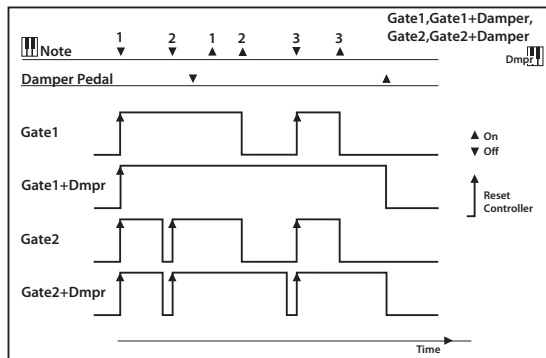 Gate1,Gate1+Damper,
Gate2,Gate2+Damper
1 2 1 2 3 3
Note
Dmpr
Damper Pedal
Gate1
On
Off
Gate1+Dmpr
Reset
Controller
Gate2
Gate2+Dmpr
Time